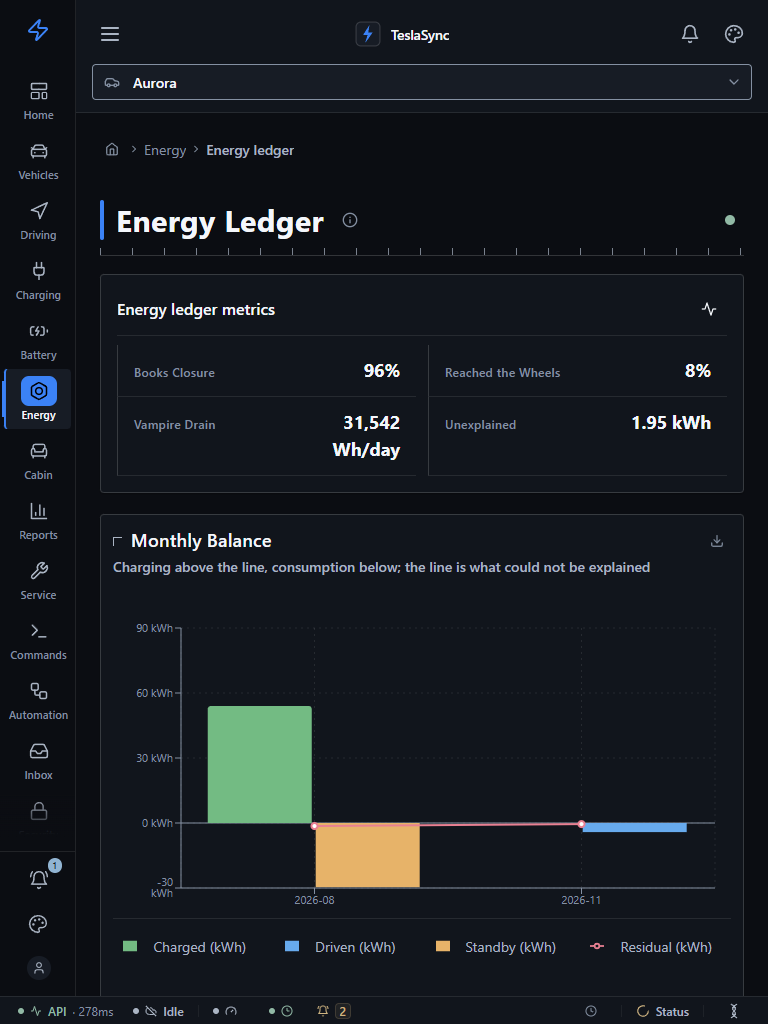 TeslaSync
Aurora
Home
Vehicles
Driving
Charging
Battery
Energy
Cabin
Reports
Service
Commands
Automation
Inbox
1
Energy
Energy ledger
Energy Ledger
Energy ledger metrics
Books Closure
96%
Reached the Wheels
8%
Vampire Drain
31,542
Wh/day
Unexplained
1.95 kWh
Monthly Balance
Charging above the line, consumption below; the line is what could not be explained
90 kWh
60 kWh
30 kWh
0 kWh
-30
kWh
2026-08
2026-11
Charged (kWh)
Driven (kWh)
Standby (kWh)
Residual (kWh)
API · 278ms
Idle
2
Status